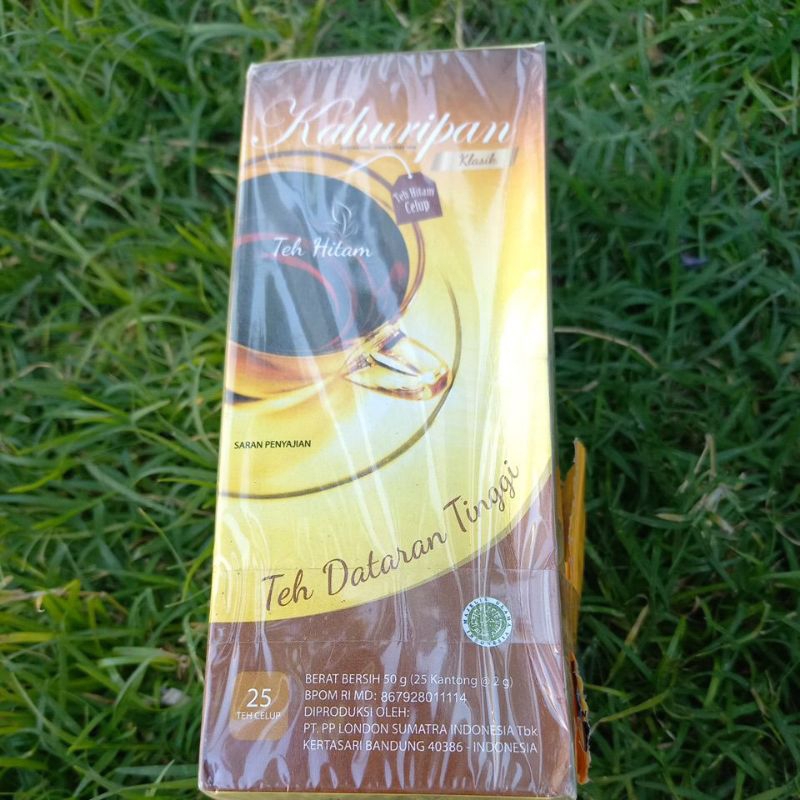 Kahuripan
Klasik
Teh Hitam
Celup
Teh Hitam
SARAN PENYAJIAN
Teh Dataran Tinggi
25
TEH CELUP
BERAT BERSIH 50 g (25 Kantong @ 2 g)
BPOM RI MD: 867928011114
DIPRODUKSI OLEH:
PT. PP LONDON SUMATRA INDONESIA Tbk
KERTASARI BANDUNG 40386 - INDONESIA